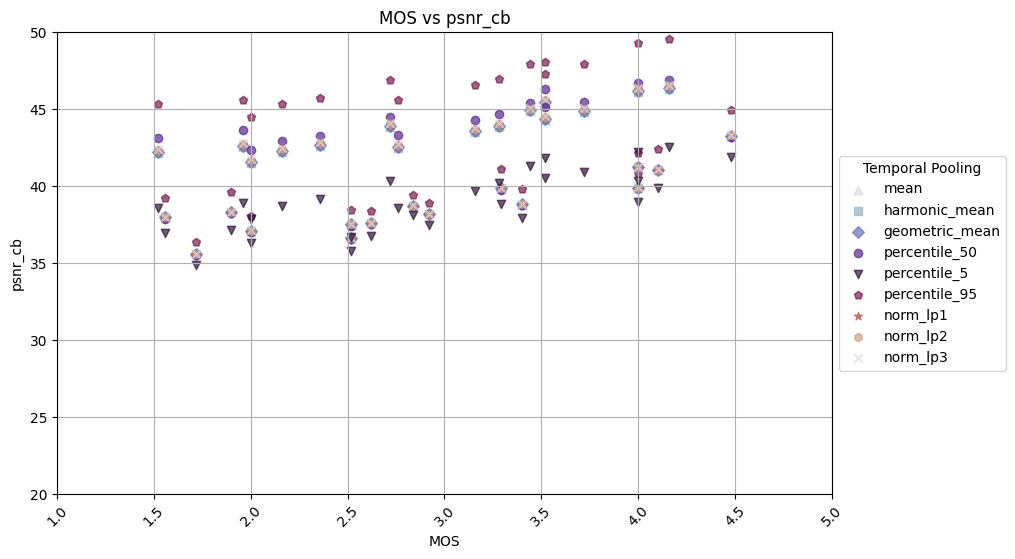 MOS vs psnr_cb
psnr_cb
50
45
40
35
30
25
20
1.0
1.5
2.0
2.5
3.0
3.5
4.0
4.5
5.0
MOS
Temporal Pooling
mean
harmonic_mean
geometric_mean
percentile_50
percentile_5
percentile_95
norm_lp1
norm_lp2
norm_lp3